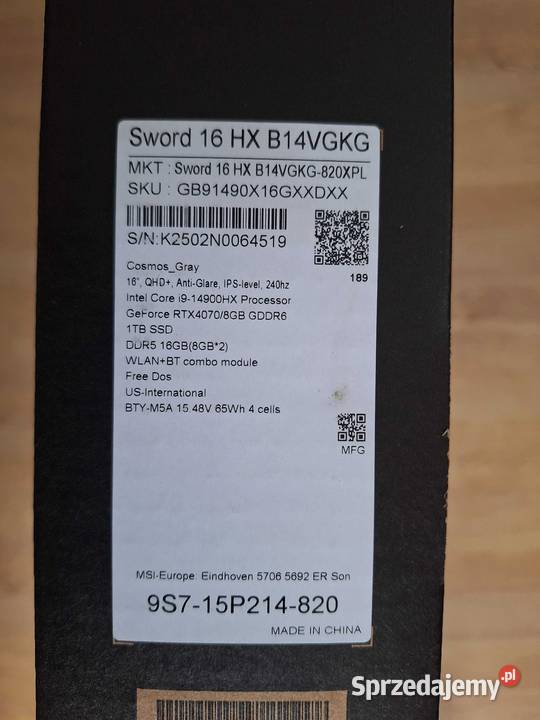 Sword 16 HX B14VGKG
MKT : Sword 16 HX B14VGKG-820XPL
SKU : GB91490X16GXXDXX
S/N:K2502N0064519
189
Cosmos_Gray
16", QHD+, Anti-Glare, IPS-level, 240hz
Intel Core i9-14900HX Processor
GeForce RTX4070/8GB GDDR6
1TB SSD
DDR5 16GB(8GB*2)
WLAN+BT combo module
Free Dos
US-International
BTY-M5A 15.48V 65Wh 4 cells
MFG
MSI-Europe: Eindhoven 5706 5692 ER Son
9S7-15P214-820
MADE IN CHINA
Sprzedajemy.pl